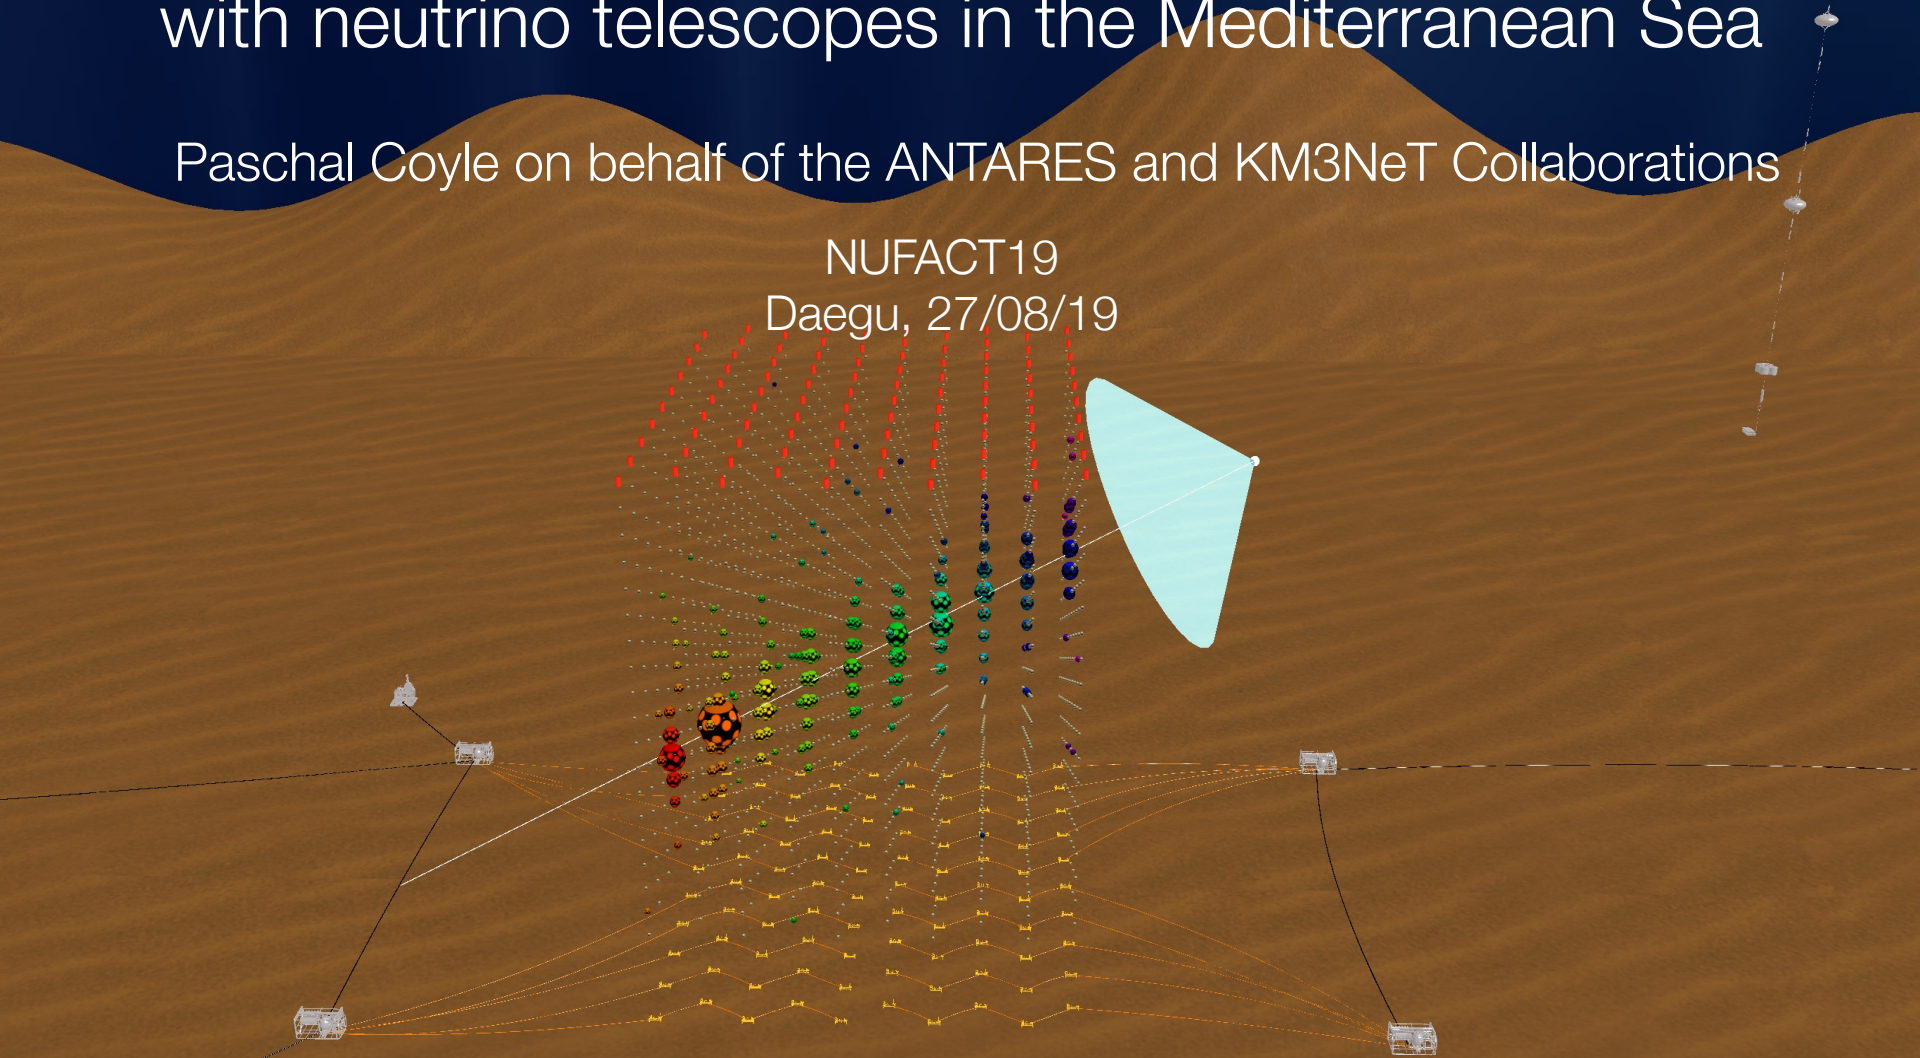 with neutrino telescopes in the Mediterranean Sea
Paschal Coyle on behalf of the ANTARES and KM3NeT Collaborations
NUFACT19
Daegu, 27/08/19